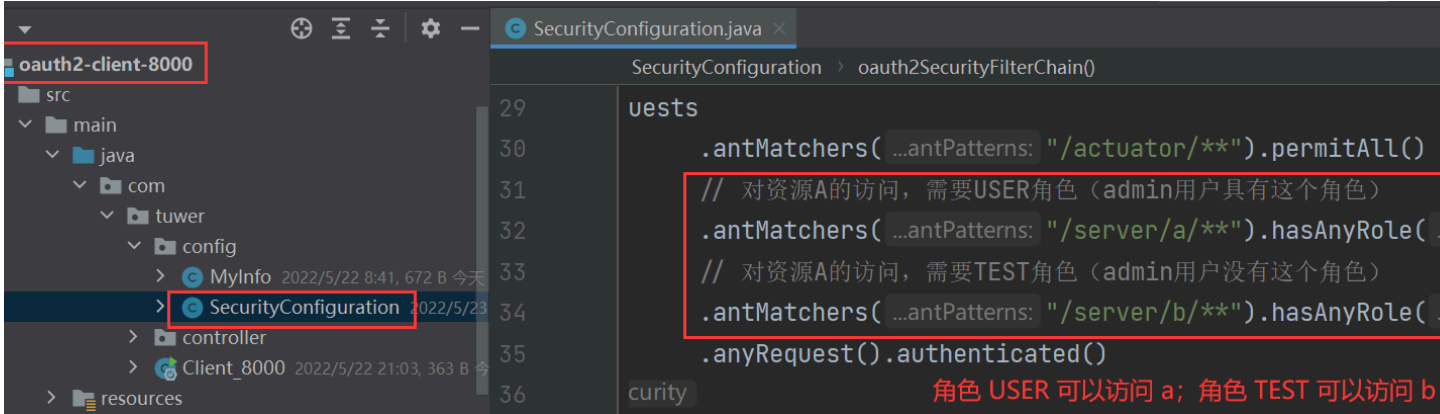 oauth2-client-8000
src
main
java
com
tuwer
config
MyInfo 2022/5/22 8:41, 672 B 今天
SecurityConfiguration 2022/5/23
controller
Client_8000 2022/5/22 21:03, 363 B 今
resources
SecurityConfiguration.java
SecurityConfiguration oauth2SecurityFilterChain()
29 uests
30 .antMatchers( ...antPatterns: "/actuator/**").permitAll()
31 // 对资源A的访问，需要USER角色（admin用户具有这个角色）
32 .antMatchers( ...antPatterns: "/server/a/**").hasAnyRole(
33 // 对资源A的访问，需要TEST角色（admin用户没有这个角色）
34 .antMatchers( ...antPatterns: "/server/b/**").hasAnyRole(
35 .anyRequest().authenticated()
36 curity
角色 USER 可以访问 a；角色 TEST 可以访问 b